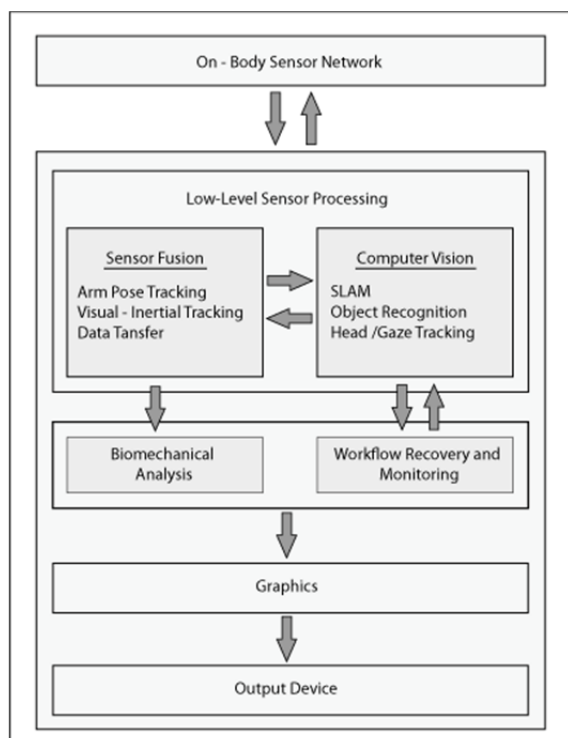 On - Body Sensor Network
Low-Level Sensor Processing
Sensor Fusion
Arm Pose Tracking
Visual - Inertial Tracking
Data Tansfer
Computer Vision
SLAM
Object Recognition
Head /Gaze Tracking
Biomechanical
Analysis
Workflow Recovery and
Monitoring
Graphics
Output Device